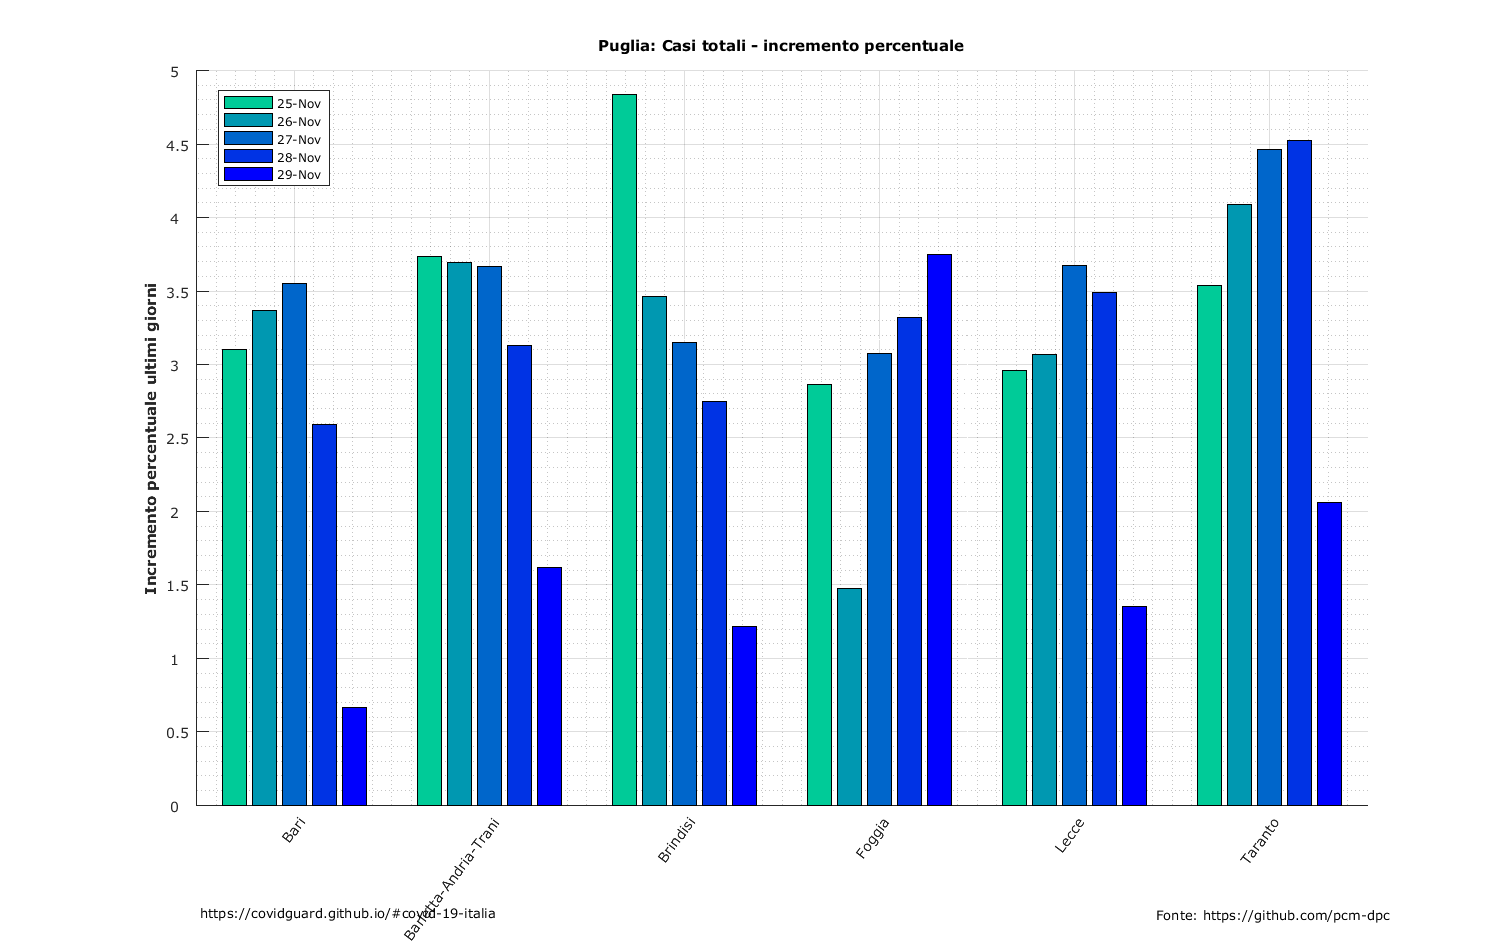 Puglia: Casi totali - incremento percentuale
Incremento percentuale ultimi giorni
5
4.5
4
3.5
3
2.5
2
1.5
1
0.5
0
25-Nov
26-Nov
27-Nov
28-Nov
29-Nov
Bari
Barletta-Andria-Trani
Brindisi
Foggia
Lecce
Taranto
https://covidguard.github.io/#covid-19-italia
Fonte: https://github.com/pcm-dpc